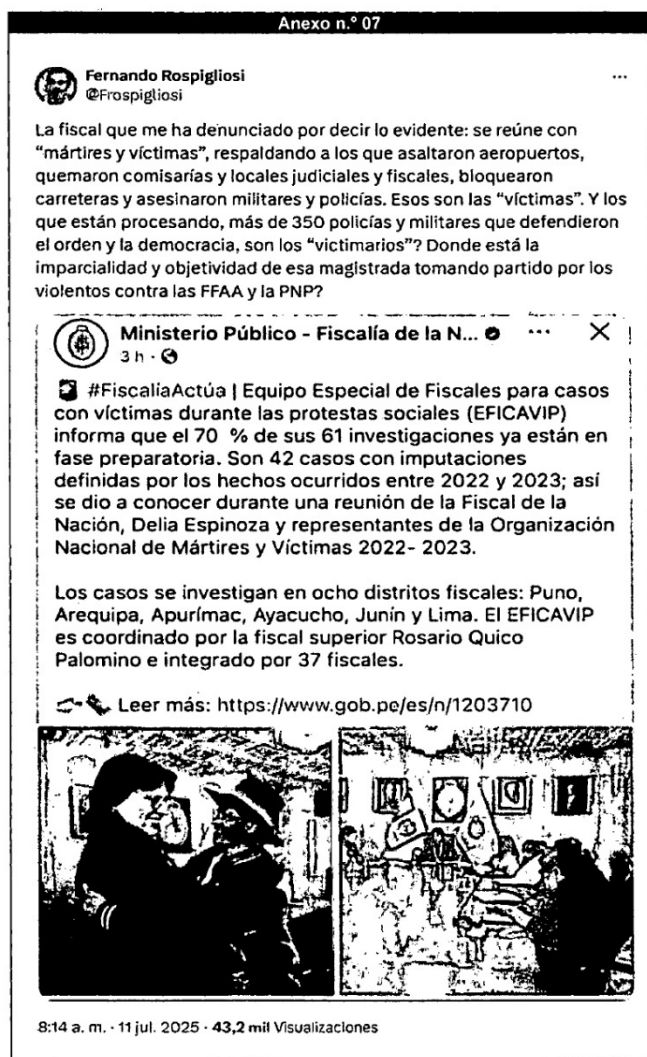 Anexo n.° 07
Fernando Rospigliosi
@Frospigliosi
La fiscal que me ha denunciado por decir lo evidente: se reúne con
“mártires y víctimas”, respaldando a los que asaltaron aeropuertos,
quemaron comisarías y locales judiciales y fiscales, bloquearon
carreteras y asesinaron militares y policías. Esos son las “víctimas”. Y los
que están procesando, más de 350 policías y militares que defendieron
el orden y la democracia, son los “victimarios”? Donde está la
imparcialidad y objetividad de esa magistrada tomando partido por los
violentos contra las FFAA y la PNP?
Ministerio Público - Fiscalía de la N...
3 h ·
#FiscalíaActúa | Equipo Especial de Fiscales para casos
con víctimas durante las protestas sociales (EFICAVIP)
informa que el 70 % de sus 61 investigaciones ya están en
fase preparatoria. Son 42 casos con imputaciones
definidas por los hechos ocurridos entre 2022 y 2023; así
se dio a conocer durante una reunión de la Fiscal de la
Nación, Delia Espinoza y representantes de la Organización
Nacional de Mártires y Víctimas 2022- 2023.
Los casos se investigan en ocho distritos fiscales: Puno,
Arequipa, Apurímac, Ayacucho, Junín y Lima. El EFICAVIP
es coordinado por la fiscal superior Rosario Quico
Palomino e integrado por 37 fiscales.
Leer más: https://www.gob.pe/es/n/1203710
8:14 a. m. · 11 jul. 2025 · 43,2 mil Visualizaciones